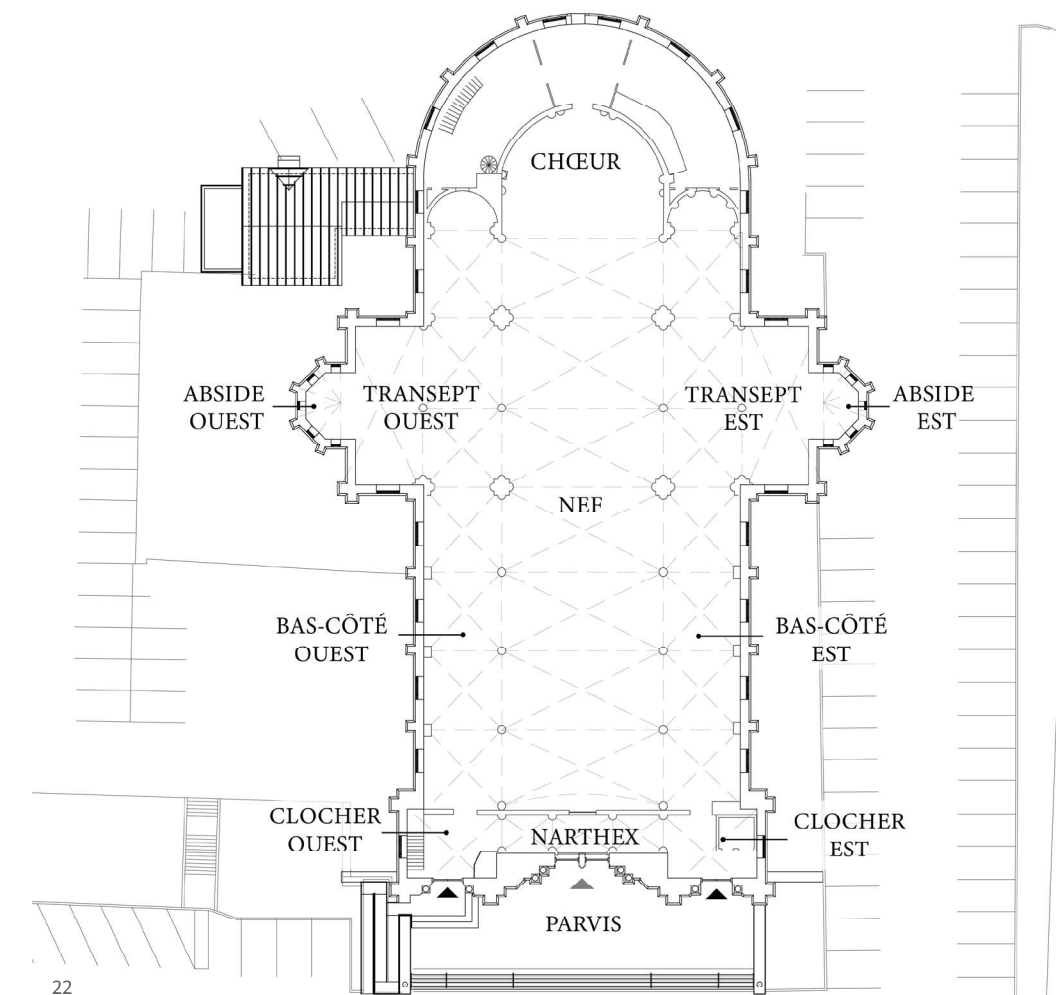 CHŒUR
ABSIDE
OUEST
TRANSEPT
OUEST
TRANSEPT
EST
ABSIDE
EST
NEF
BAS-CÔTÉ
OUEST
BAS-CÔTÉ
EST
CLOCHER
OUEST
NARTHEX
CLOCHER
EST
PARVIS
22